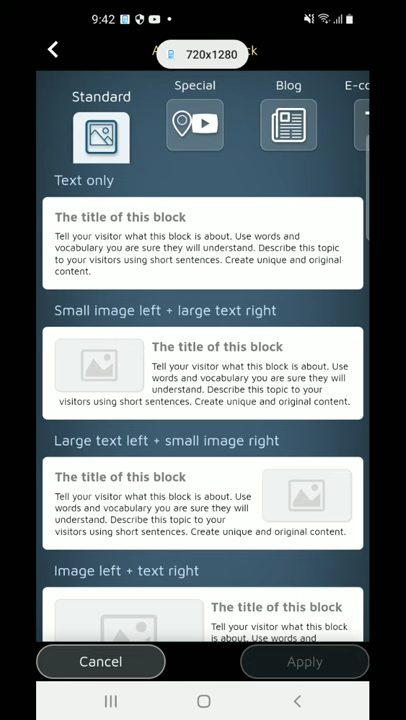 9:42
720x1280
Standard
Special
Blog
Text only
The title of this block
Tell your visitor what this block is about. Use words and
vocabulary you are sure they will understand. Describe this topic
to your visitors using short sentences. Create unique and original
content.
Small image left + large text right
The title of this block
Tell your visitor what this block is about. Use
words and vocabulary you are sure they will
understand. Describe this topic to your
visitors using short sentences. Create unique and original content.
Large text left + small image right
The title of this block
Tell your visitor what this block is about. Use
words and vocabulary you are sure they will
understand. Describe this topic to your
visitors using short sentences. Create unique and original content.
Image left + text right
The title of this block
Tell your visitor what this block
is about. Use words and
Cancel
Apply